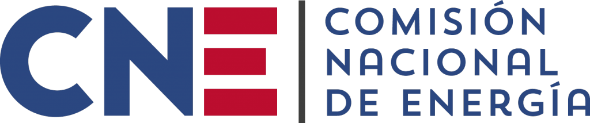 CNE
COMISIÓN
NACIONAL
DE ENERGÍA